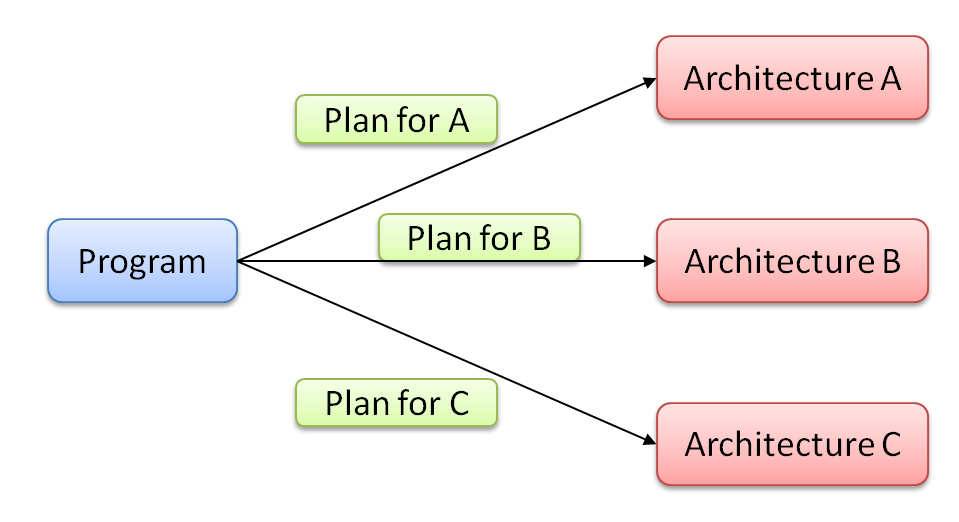 Architecture A
Plan for A
Plan for B
Program
Architecture B
Plan for C
Architecture C